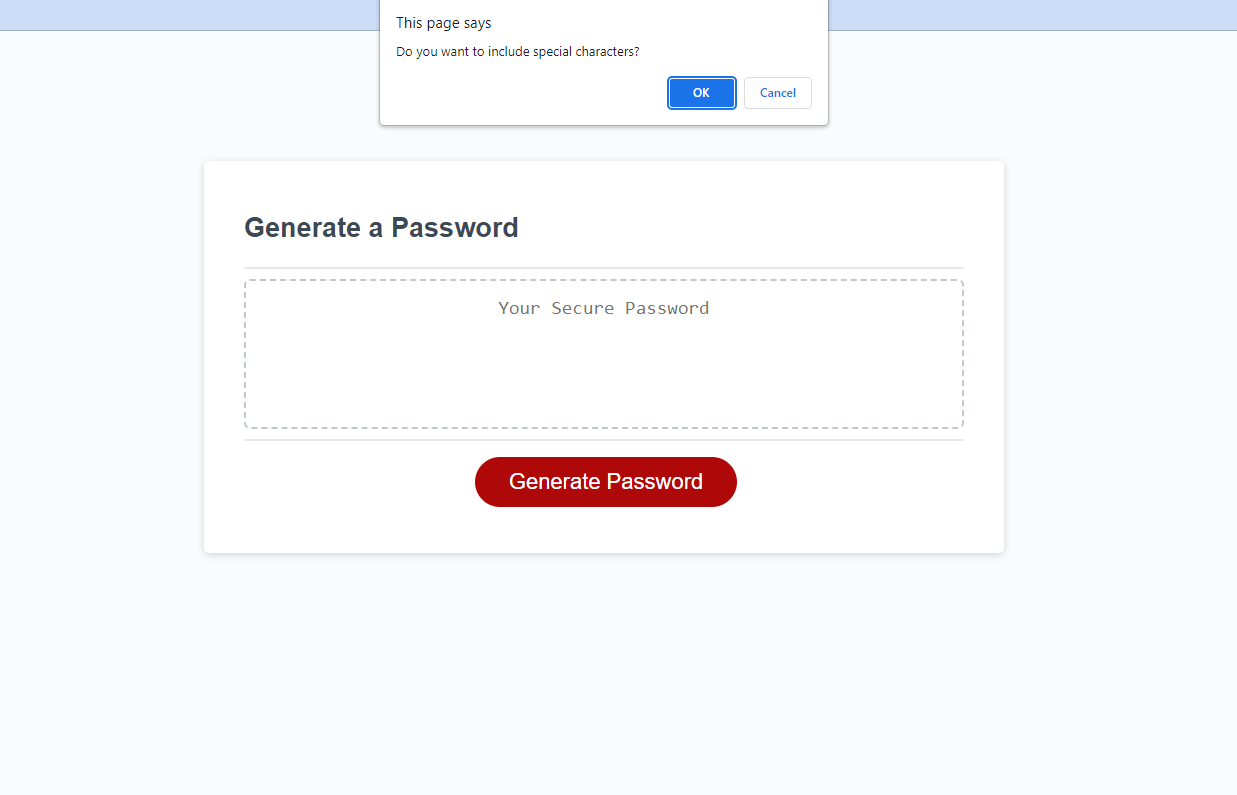 This page says
Do you want to include special characters?
OK Cancel
Generate a Password
Your Secure Password
Generate Password